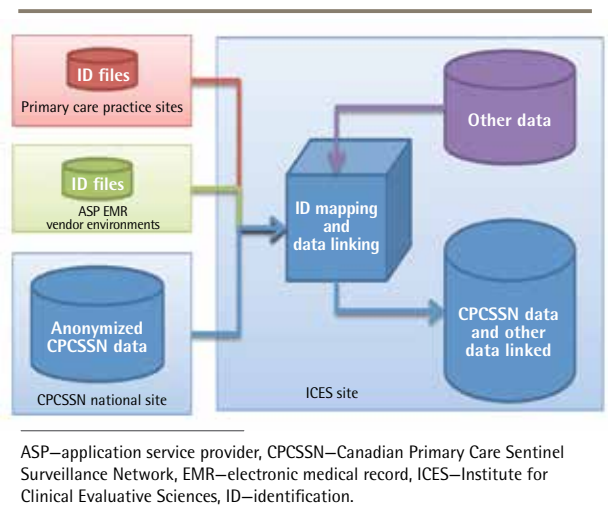 ID files
Primary care practice sites
ID files
ASP EMR
vendor environments
Anonymized
CPCSSN data
CPCSSN national site
Other data
ID mapping
and
data linking
CPCSSN data
and other
data linked
ICES site
ASP—application service provider, CPCSSN—Canadian Primary Care Sentinel
Surveillance Network, EMR—electronic medical record, ICES—Institute for
Clinical Evaluative Sciences, ID—identification.